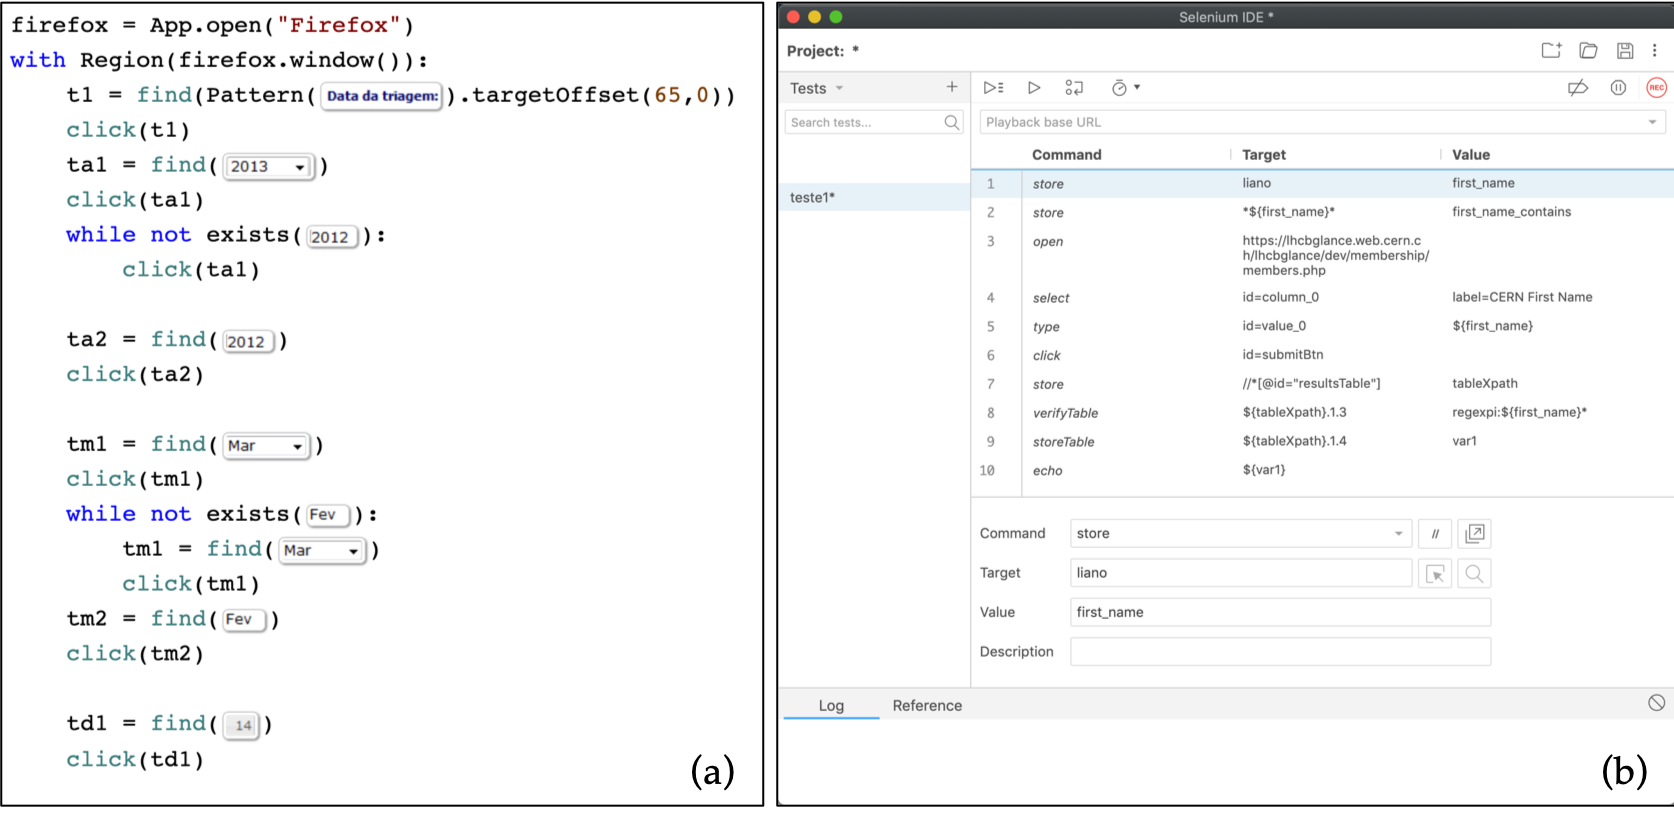 firefox = App.open("Firefox")
with Region(firefox.window()):
t1 = find(Pattern(Data da triagem:).targetOffset(65,0))
click(t1)
ta1 = find(2013)
click(ta1)
while not exists(2012):
click(ta1)
ta2 = find(2012)
click(ta2)
tm1 = find(Mar)
click(tm1)
while not exists(Fev):
tm1 = find(Mar)
click(tm1)
tm2 = find(Fev)
click(tm2)
td1 = find(14)
click(td1)
(a)
Selenium IDE *
Project: *
Tests
Search tests...
teste1*
REC
Playback base URL
Command Target Value
1 store liano first_name
2 store *${first_name}* first_name_contains
3 open https://lhcbglance.web.cern.c
h/lhcbglance/dev/membership/
members.php
4 select id=column_0 label=CERN First Name
5 type id=value_0 ${first_name}
6 click id=submitBtn
7 store //*[@id="resultsTable"] tableXpath
8 verifyTable ${tableXpath}.1.3 regexpi:${first_name}*
9 storeTable ${tableXpath}.1.4 var1
10 echo ${var1}
Command store //
Target liano
Value first_name
Description
Log Reference
(b)